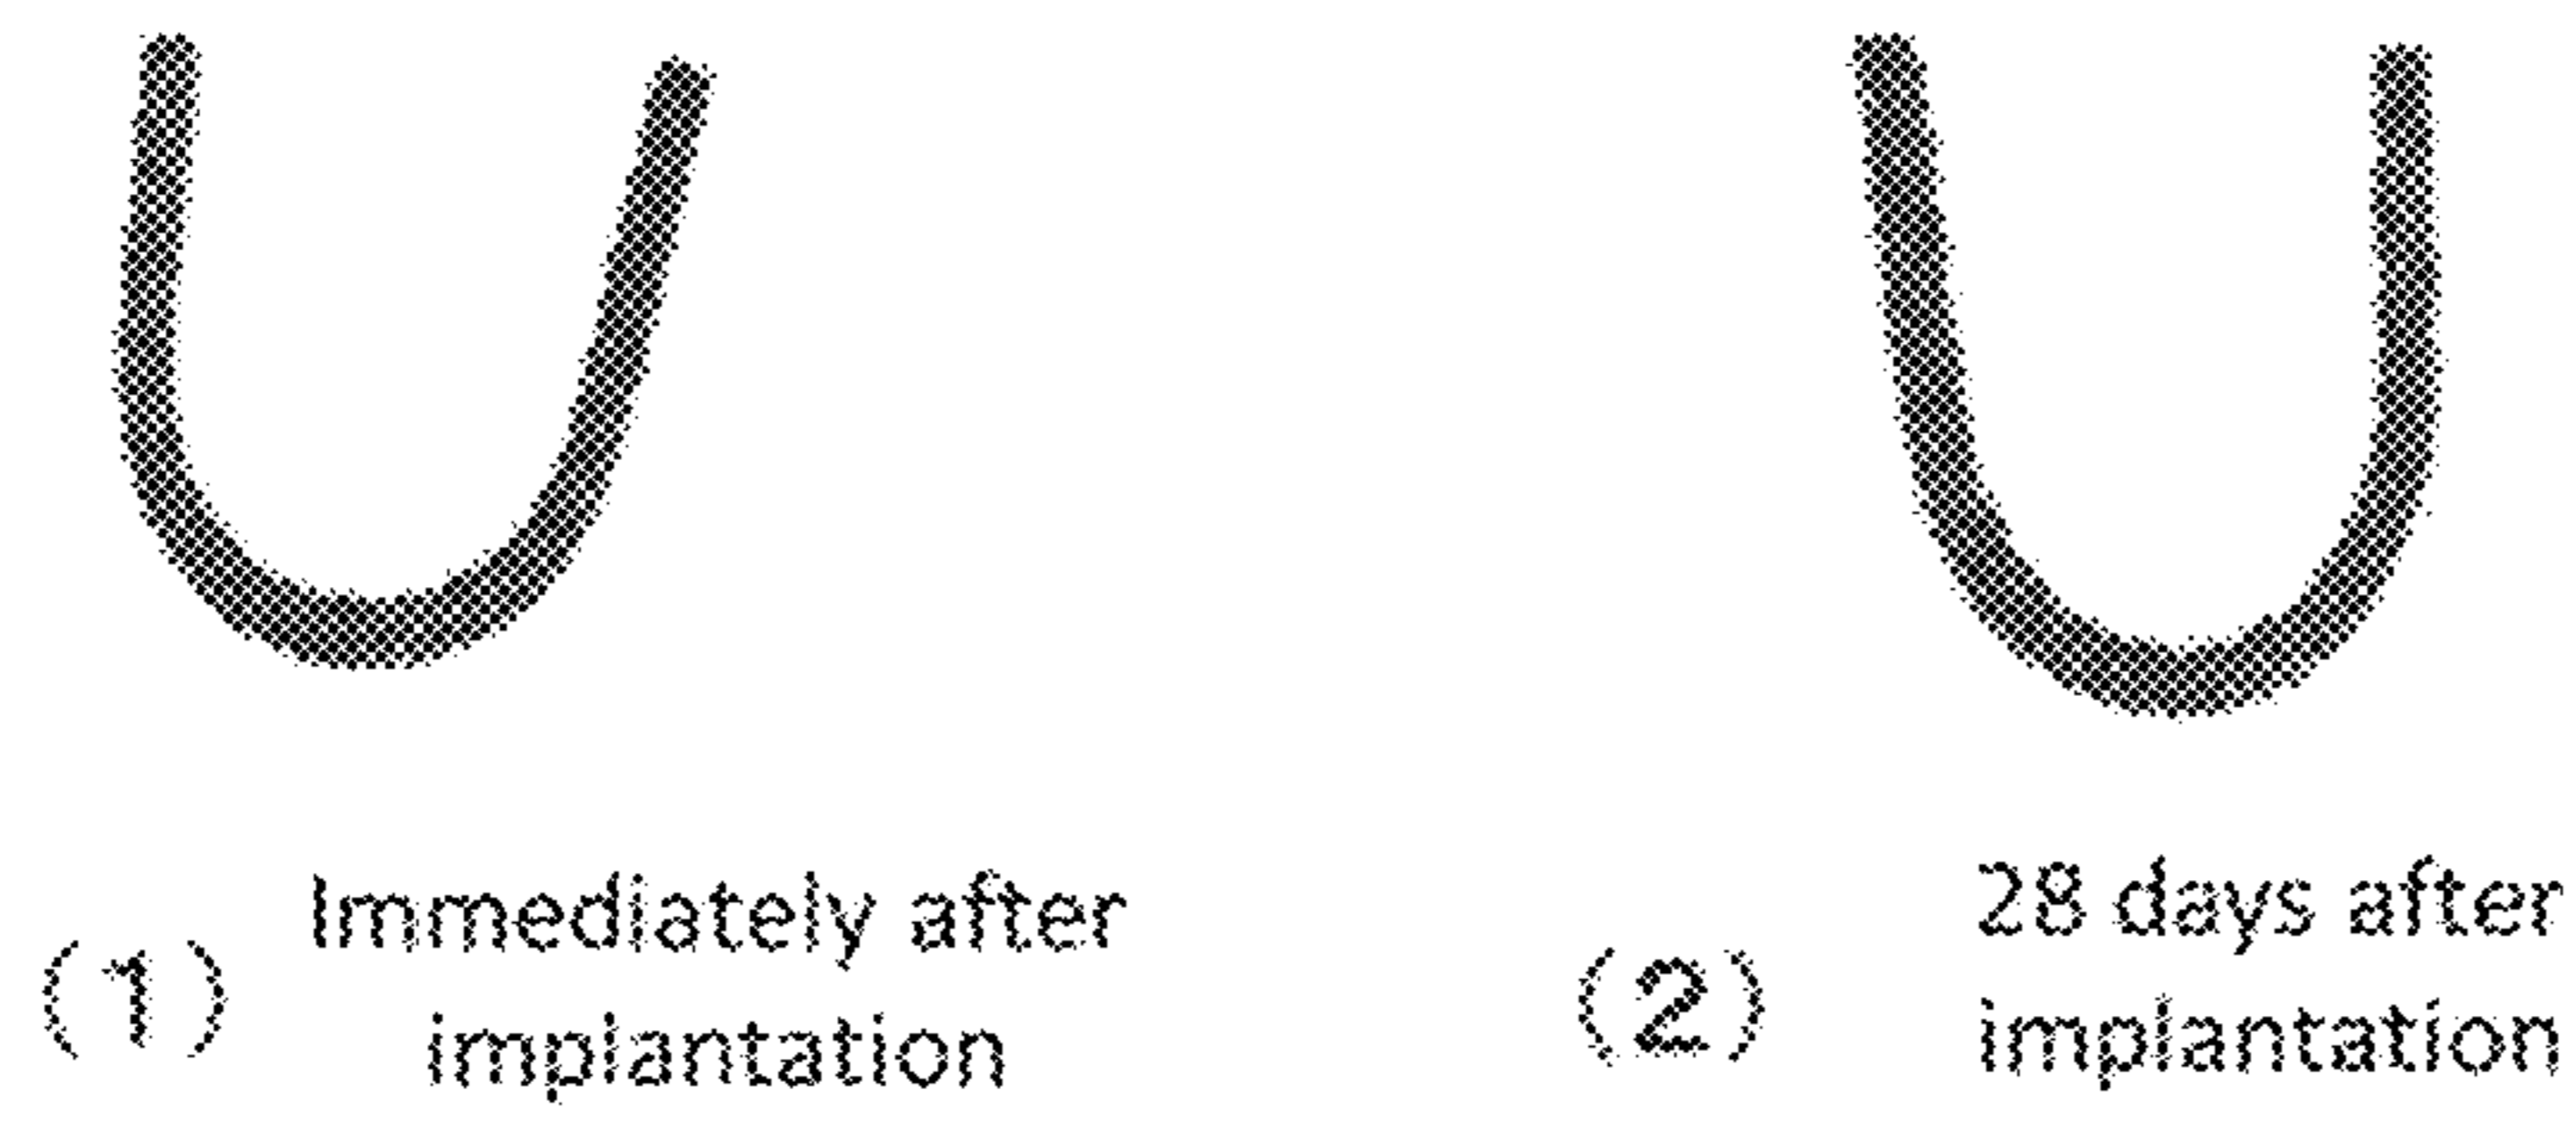 (1) Immediately after
implantation
(2) 28 days after
implantation